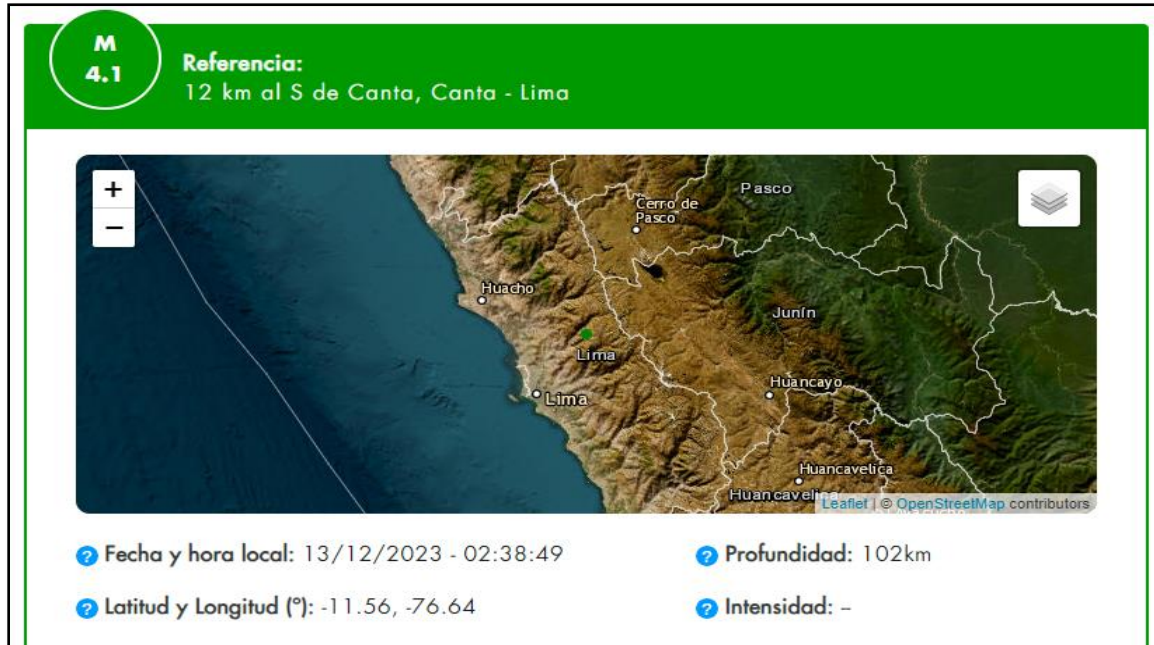 M
4.1
Referencia:
12 km al S de Canta, Canta - Lima
+
−
Pasco
Cerro de
Pasco
Huacho
Junín
Lima
Huancayo
Lima
Huancavelica
Huancavelica
Leaflet | © OpenStreetMap contributors
? Fecha y hora local: 13/12/2023 - 02:38:49
? Profundidad: 102km
? Latitud y Longitud (°): -11.56, -76.64
? Intensidad: –